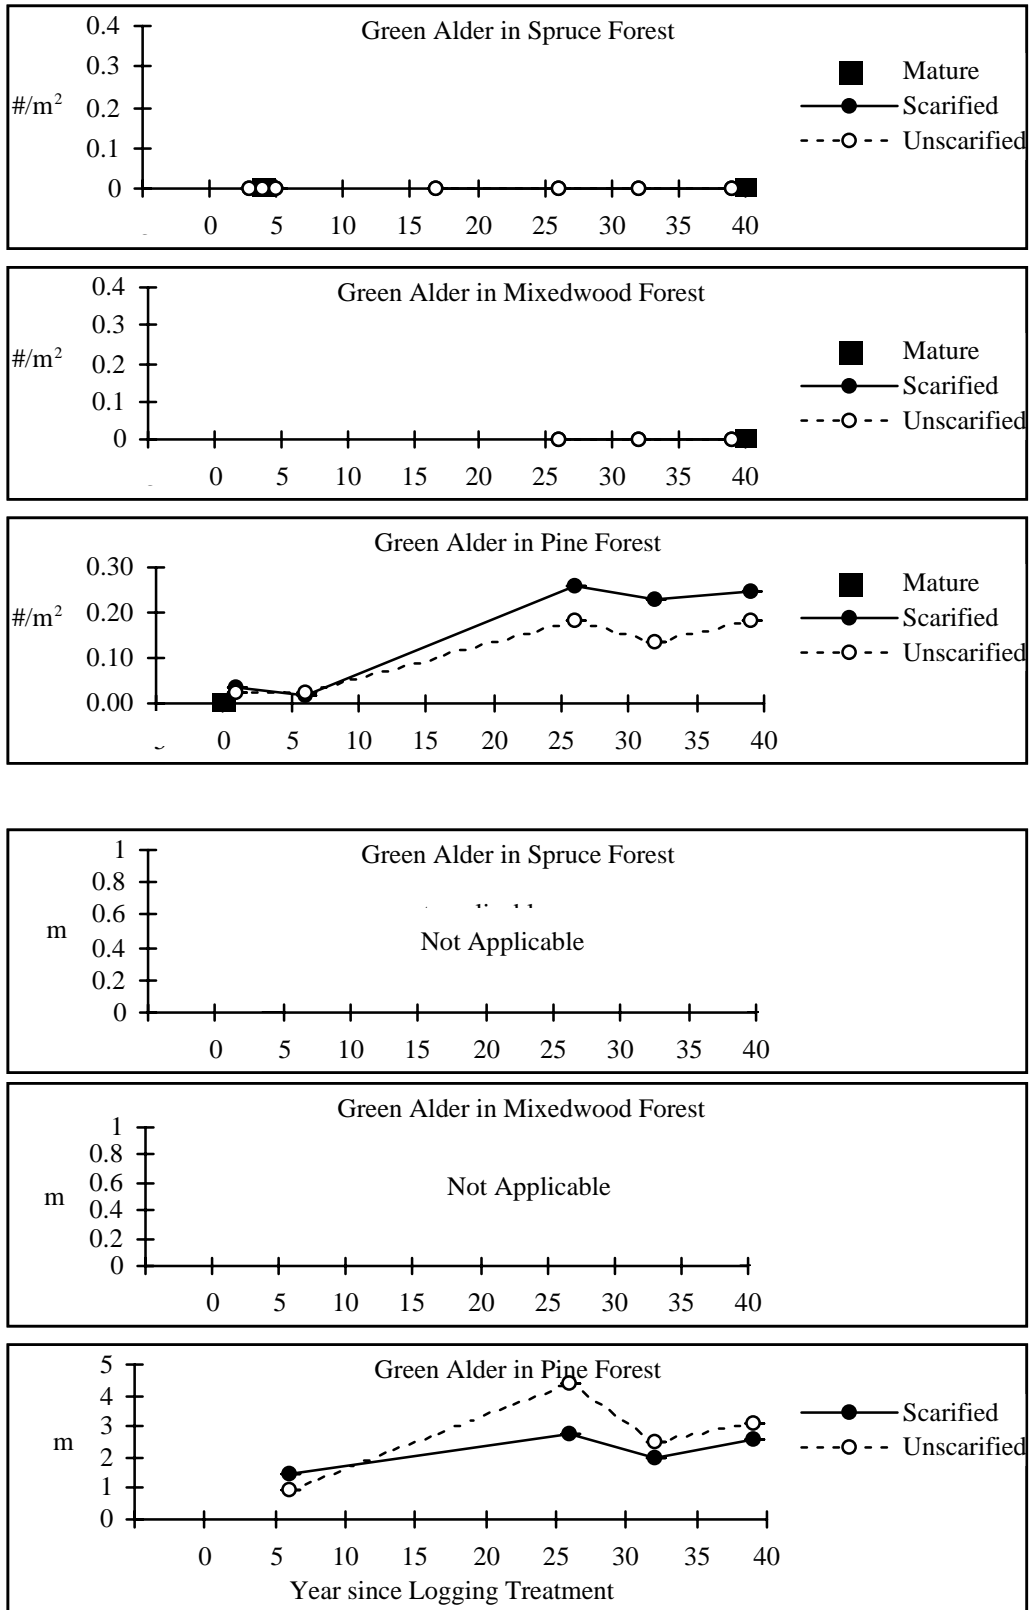 Green Alder in Spruce Forest
0.4
0.3
0.2
0.1
0
#/m²
0 5 10 15 20 25 30 35 40
Mature
Scarified
Unscarified
Green Alder in Mixedwood Forest
0.4
0.3
0.2
0.1
0
#/m²
0 5 10 15 20 25 30 35 40
Mature
Scarified
Unscarified
Green Alder in Pine Forest
0.30
0.20
0.10
0.00
#/m²
0 5 10 15 20 25 30 35 40
Mature
Scarified
Unscarified
Green Alder in Spruce Forest
1
0.8
0.6
0.4
0.2
0
m
Not Applicable
0 5 10 15 20 25 30 35 40
Green Alder in Mixedwood Forest
1
0.8
0.6
0.4
0.2
0
m
Not Applicable
0 5 10 15 20 25 30 35 40
Green Alder in Pine Forest
5
4
3
2
1
0
m
0 5 10 15 20 25 30 35 40
Scarified
Unscarified
Year since Logging Treatment